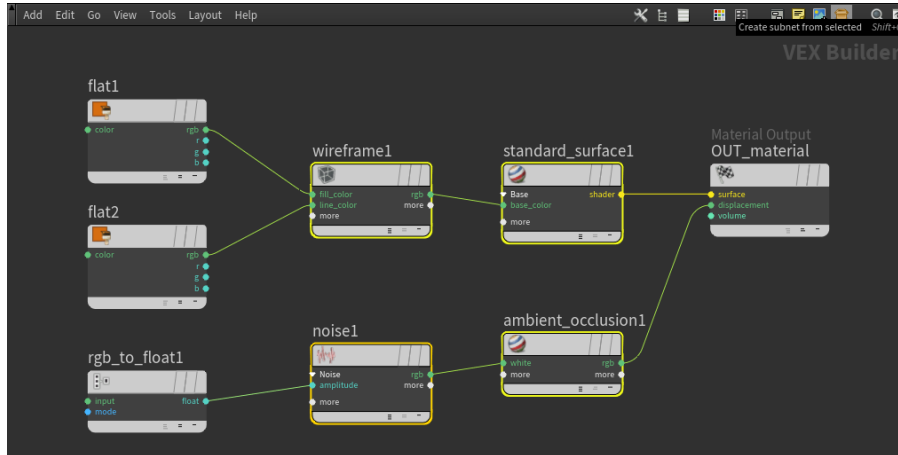 Add Edit Go View Tools Layout Help
Create subnet from selected Shift+
VEX Builder
flat1
color rgb
r
g
b
flat2
color rgb
r
g
b
rgb_to_float1
input float
mode
wireframe1
fill_color rgb
line_color more
more
noise1
Noise rgb
amplitude more
more
standard_surface1
Base shader
base_color
more
ambient_occlusion1
white rgb
more more
Material Output
OUT_material
surface
displacement
volume